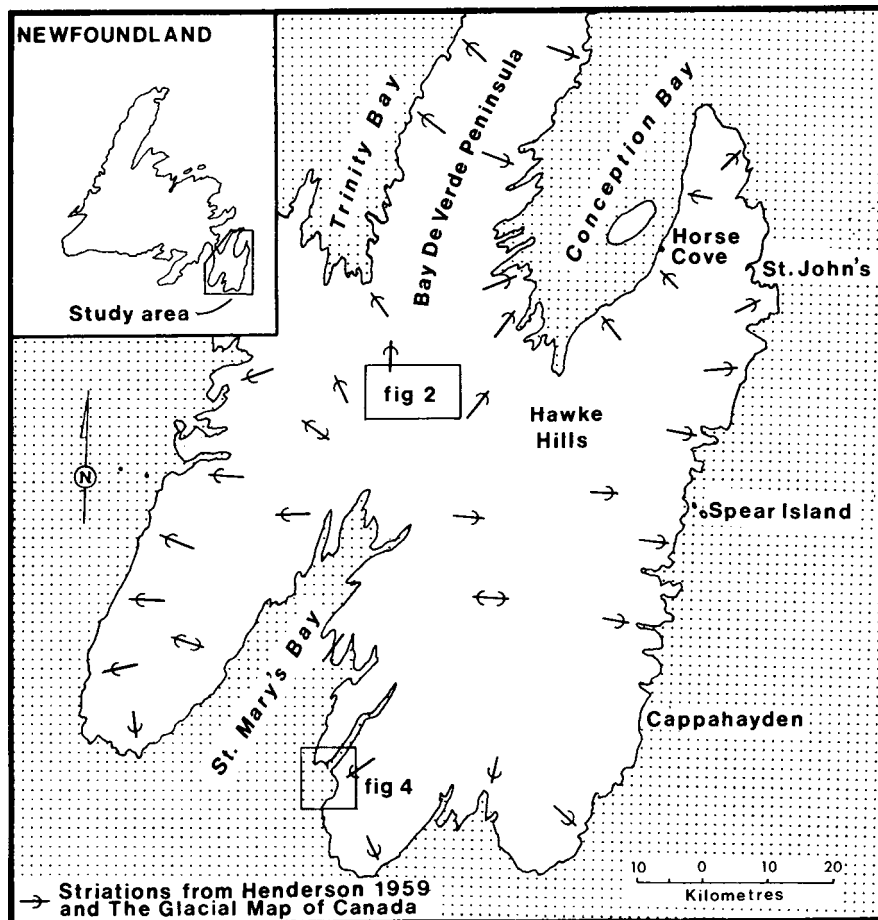 NEWFOUNDLAND
Study area
Trinity Bay
Bay De Verde Peninsula
Conception Bay
Horse
Cove
St. John's
fig 2
Hawke
Hills
N
Spear Island
St. Mary's Bay
Cappahayden
fig 4
Striations from Henderson 1959
and The Glacial Map of Canada
10 0 10 20
Kilometres